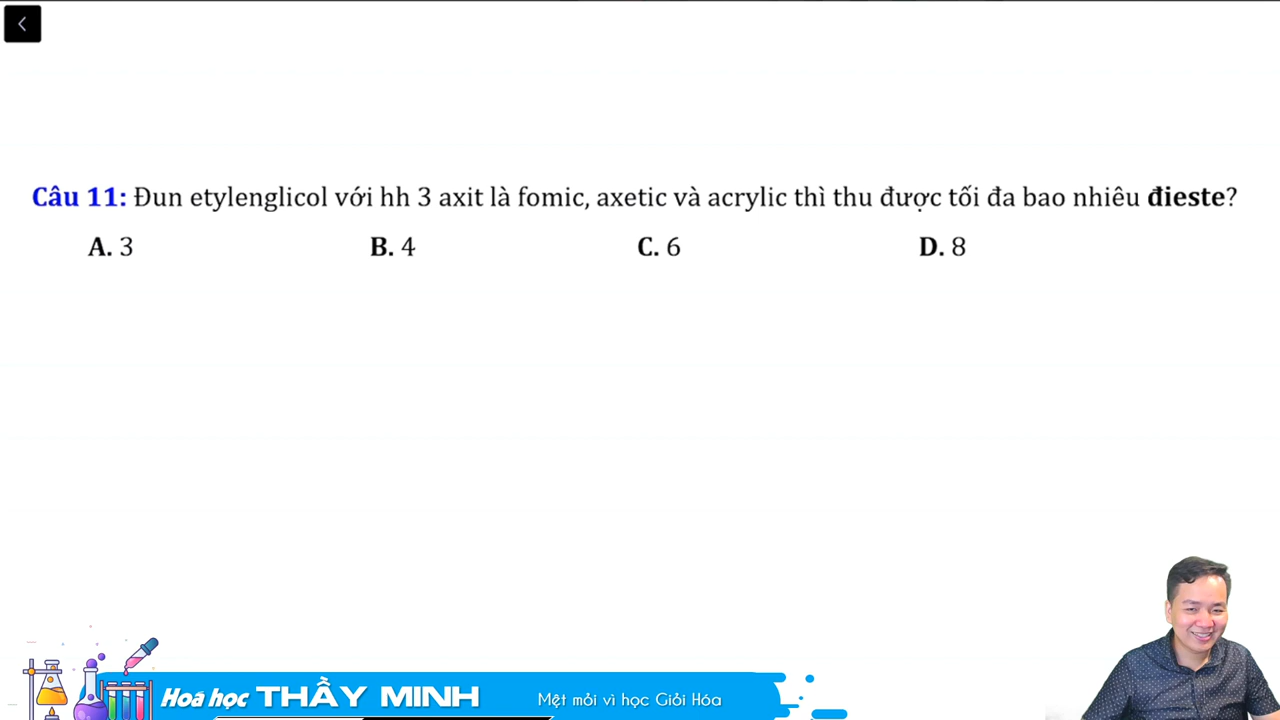 Câu 11: Đun etylenglicol với hh 3 axit là fomic, axetic và acrylic thì thu được tối đa bao nhiêu đieste?
A. 3 B. 4 C. 6 D. 8
Hoá học THẦY MINH Mệt mỏi vì học Giỏi Hóa